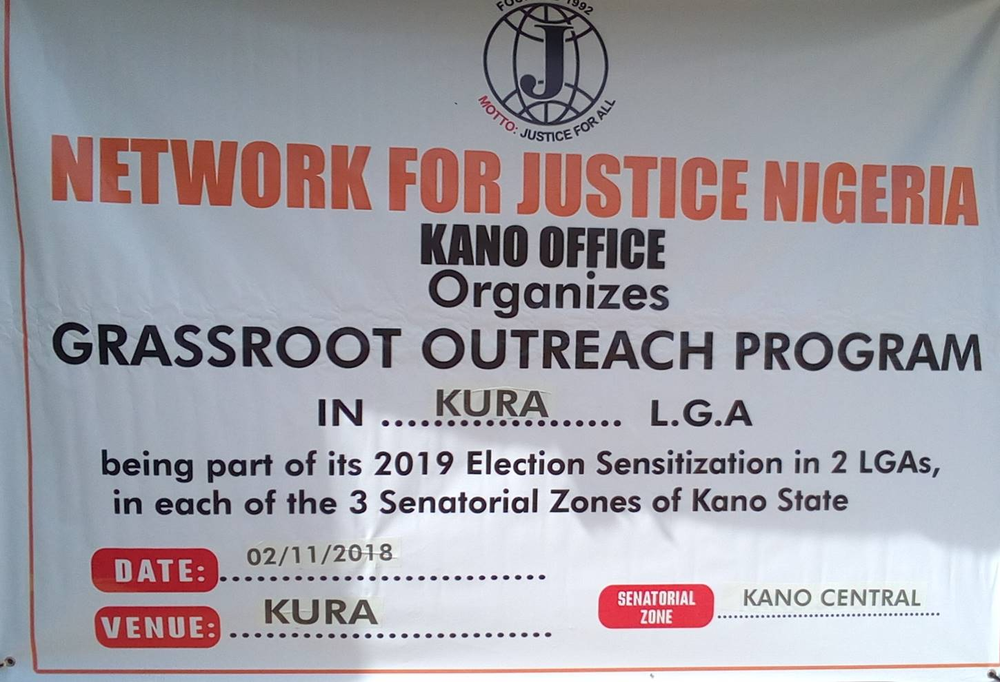 1992
J
MOTTO: JUSTICE FOR ALL
NETWORK FOR JUSTICE NIGERIA
KANO OFFICE
Organizes
GRASSROOT OUTREACH PROGRAM
IN ....KURA........ L.G.A
being part of its 2019 Election Sensitization in 2 LGAs,
in each of the 3 Senatorial Zones of Kano State
DATE: 02/11/2018
VENUE: KURA
SENATORIAL ZONE KANO CENTRAL